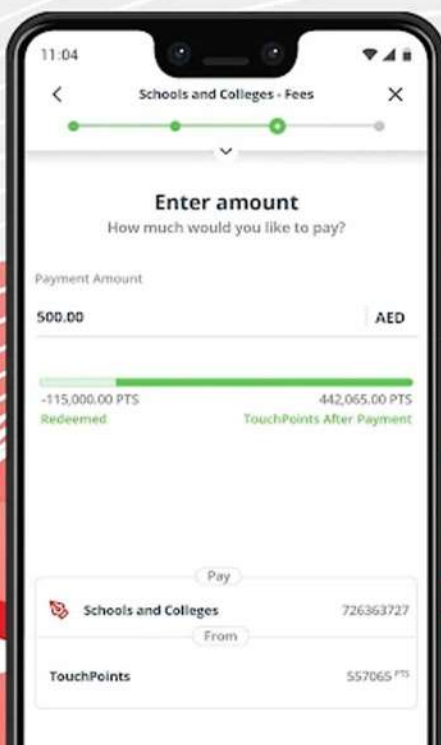 11:04
Schools and Colleges - Fees
Enter amount
How much would you like to pay?
Payment Amount
500.00 AED
-115,000.00 PTS 442,065.00 PTS
Redeemed TouchPoints After Payment
Pay
Schools and Colleges 726363727
From
TouchPoints 557065 PTS